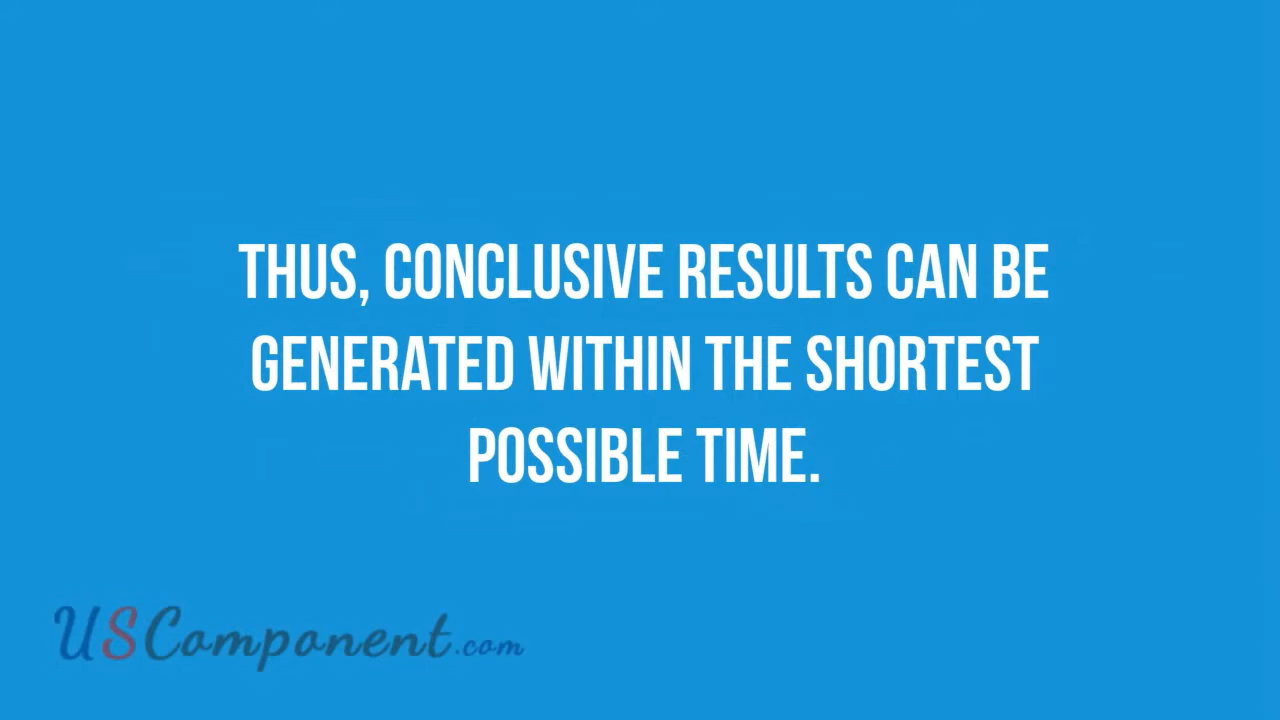 THUS, CONCLUSIVE RESULTS CAN BE
GENERATED WITHIN THE SHORTEST
POSSIBLE TIME.
USComponent.com